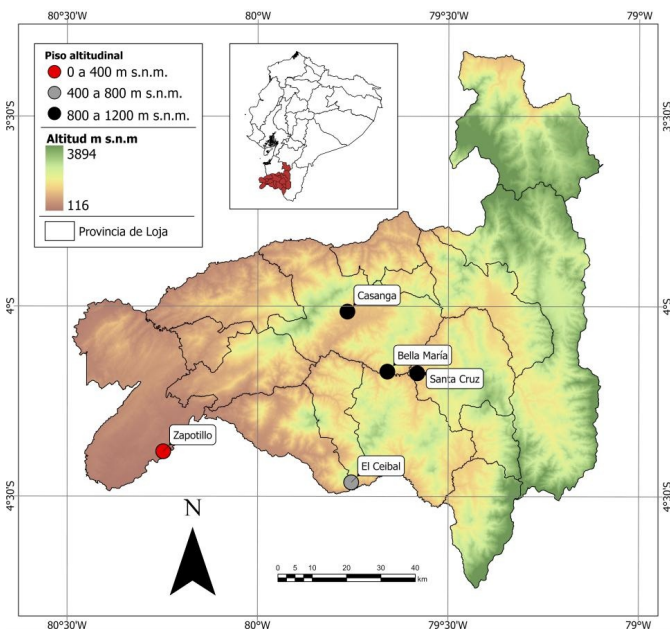 80°30'W
80°W
79°30'W
79°W
Piso altitudinal
0 a 400 m s.n.m.
400 a 800 m s.n.m.
800 a 1200 m s.n.m.
Altitud m s.n.m
3894
116
Provincia de Loja
3°30'S
3°30'S
4°S
4°S
Casanga
Bella María
Santa Cruz
Zapotillo
El Ceibal
4°30'S
4°30'S
N
0 5 10 20 30 40
km
80°30'W
80°W
79°30'W
79°W